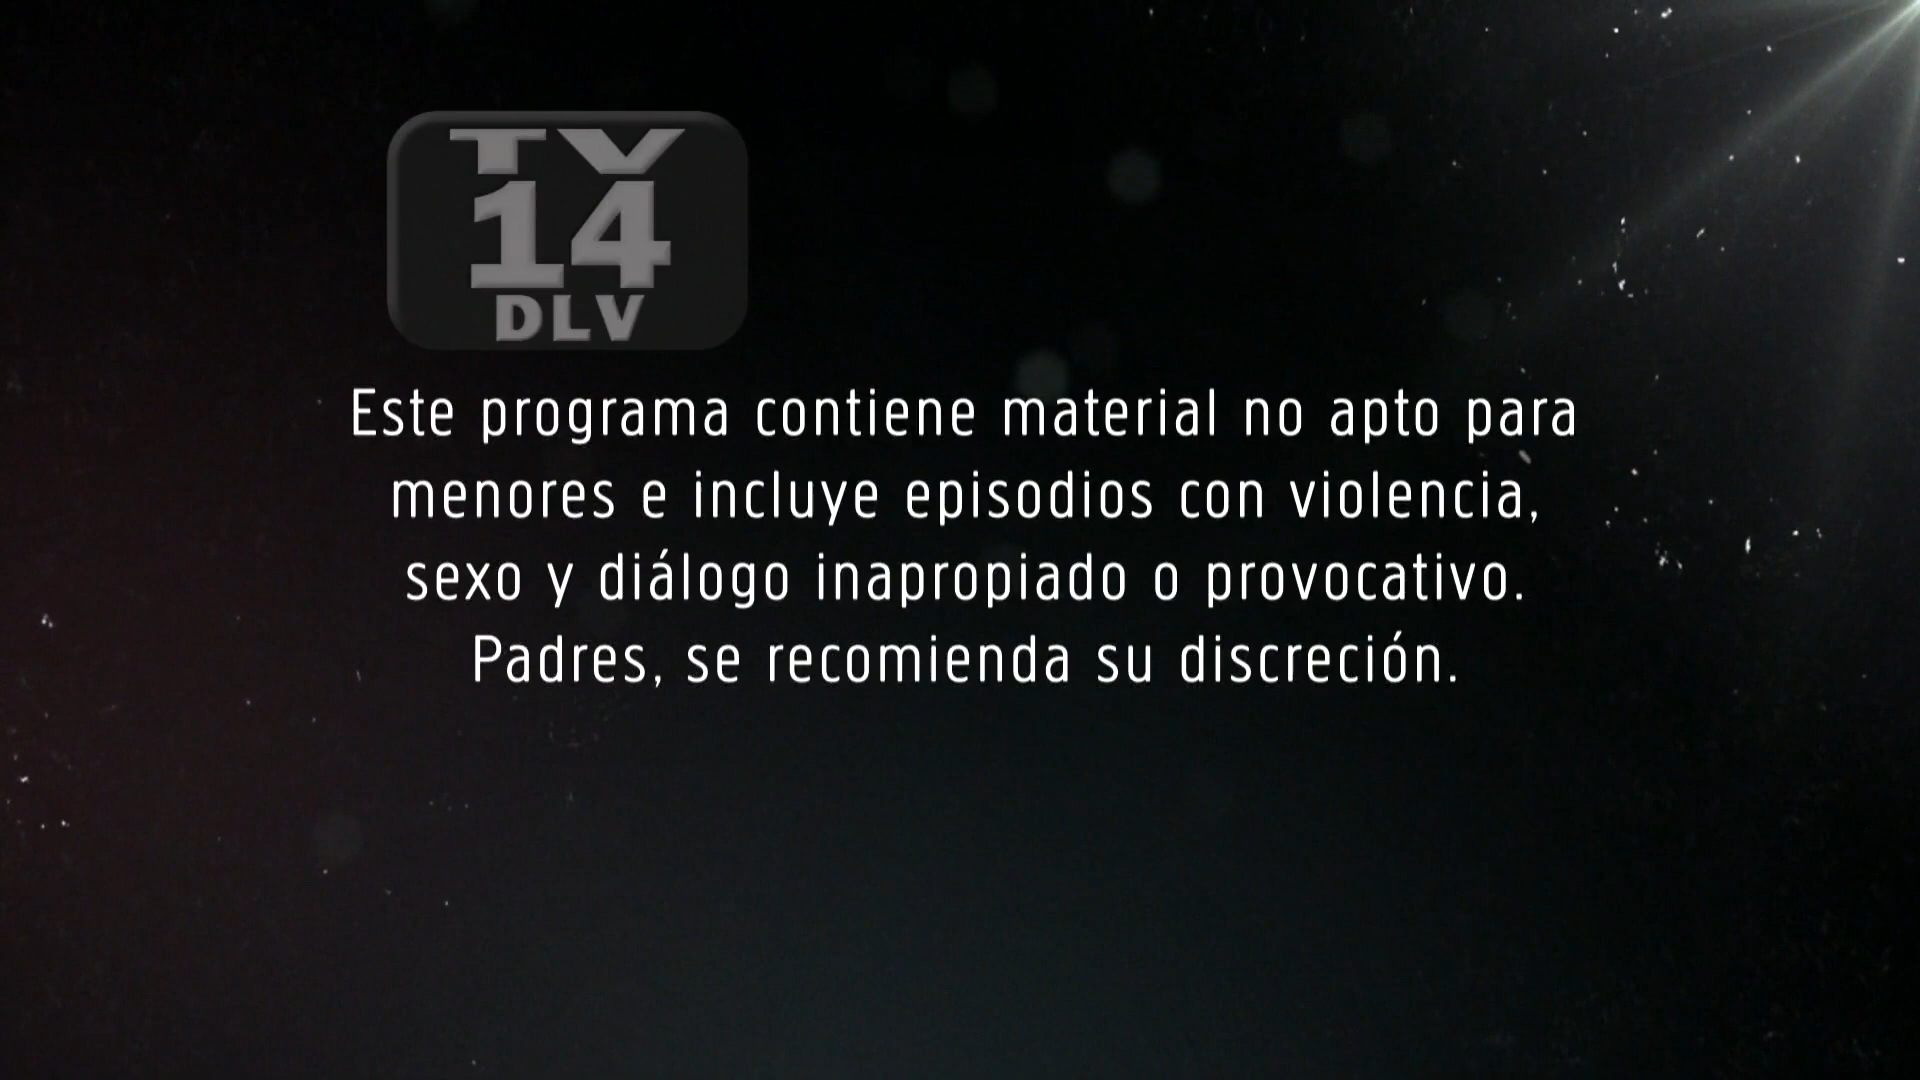 TV
14
DLV
Este programa contiene material no apto para
menores e incluye episodios con violencia,
sexo y diálogo inapropiado o provocativo.
Padres, se recomienda su discreción.